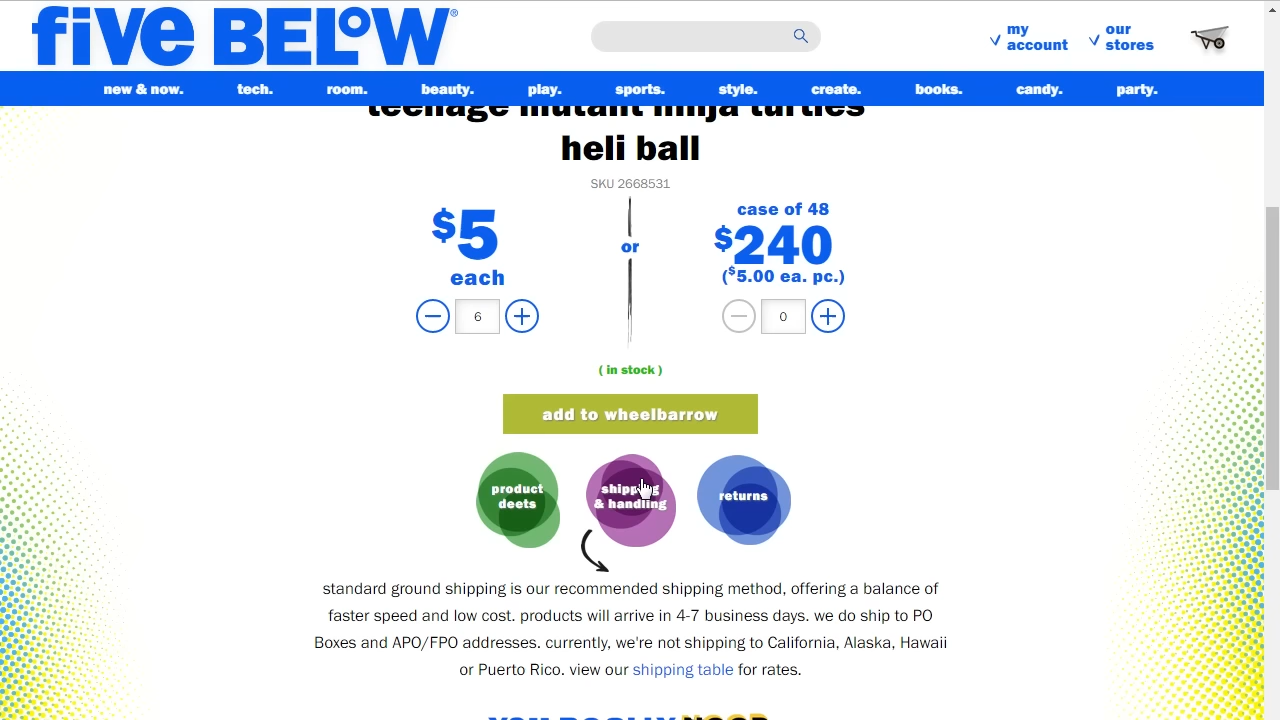 five BELOW®
my account
our stores
new & now. tech. room. beauty. play. sports. style. create. books. candy. party.
teenage mutant ninja turtles
heli ball
SKU 2668531
$5
each
6
or
case of 48
$240
($5.00 ea. pc.)
0
( in stock )
add to wheelbarrow
product
deets
shipping
& handling
returns
standard ground shipping is our recommended shipping method, offering a balance of
faster speed and low cost. products will arrive in 4-7 business days. we do ship to PO
Boxes and APO/FPO addresses. currently, we're not shipping to California, Alaska, Hawaii
or Puerto Rico. view our shipping table for rates.